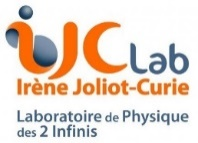 iJCLab
Irène Joliot-Curie
Laboratoire de Physique
des 2 Infinis